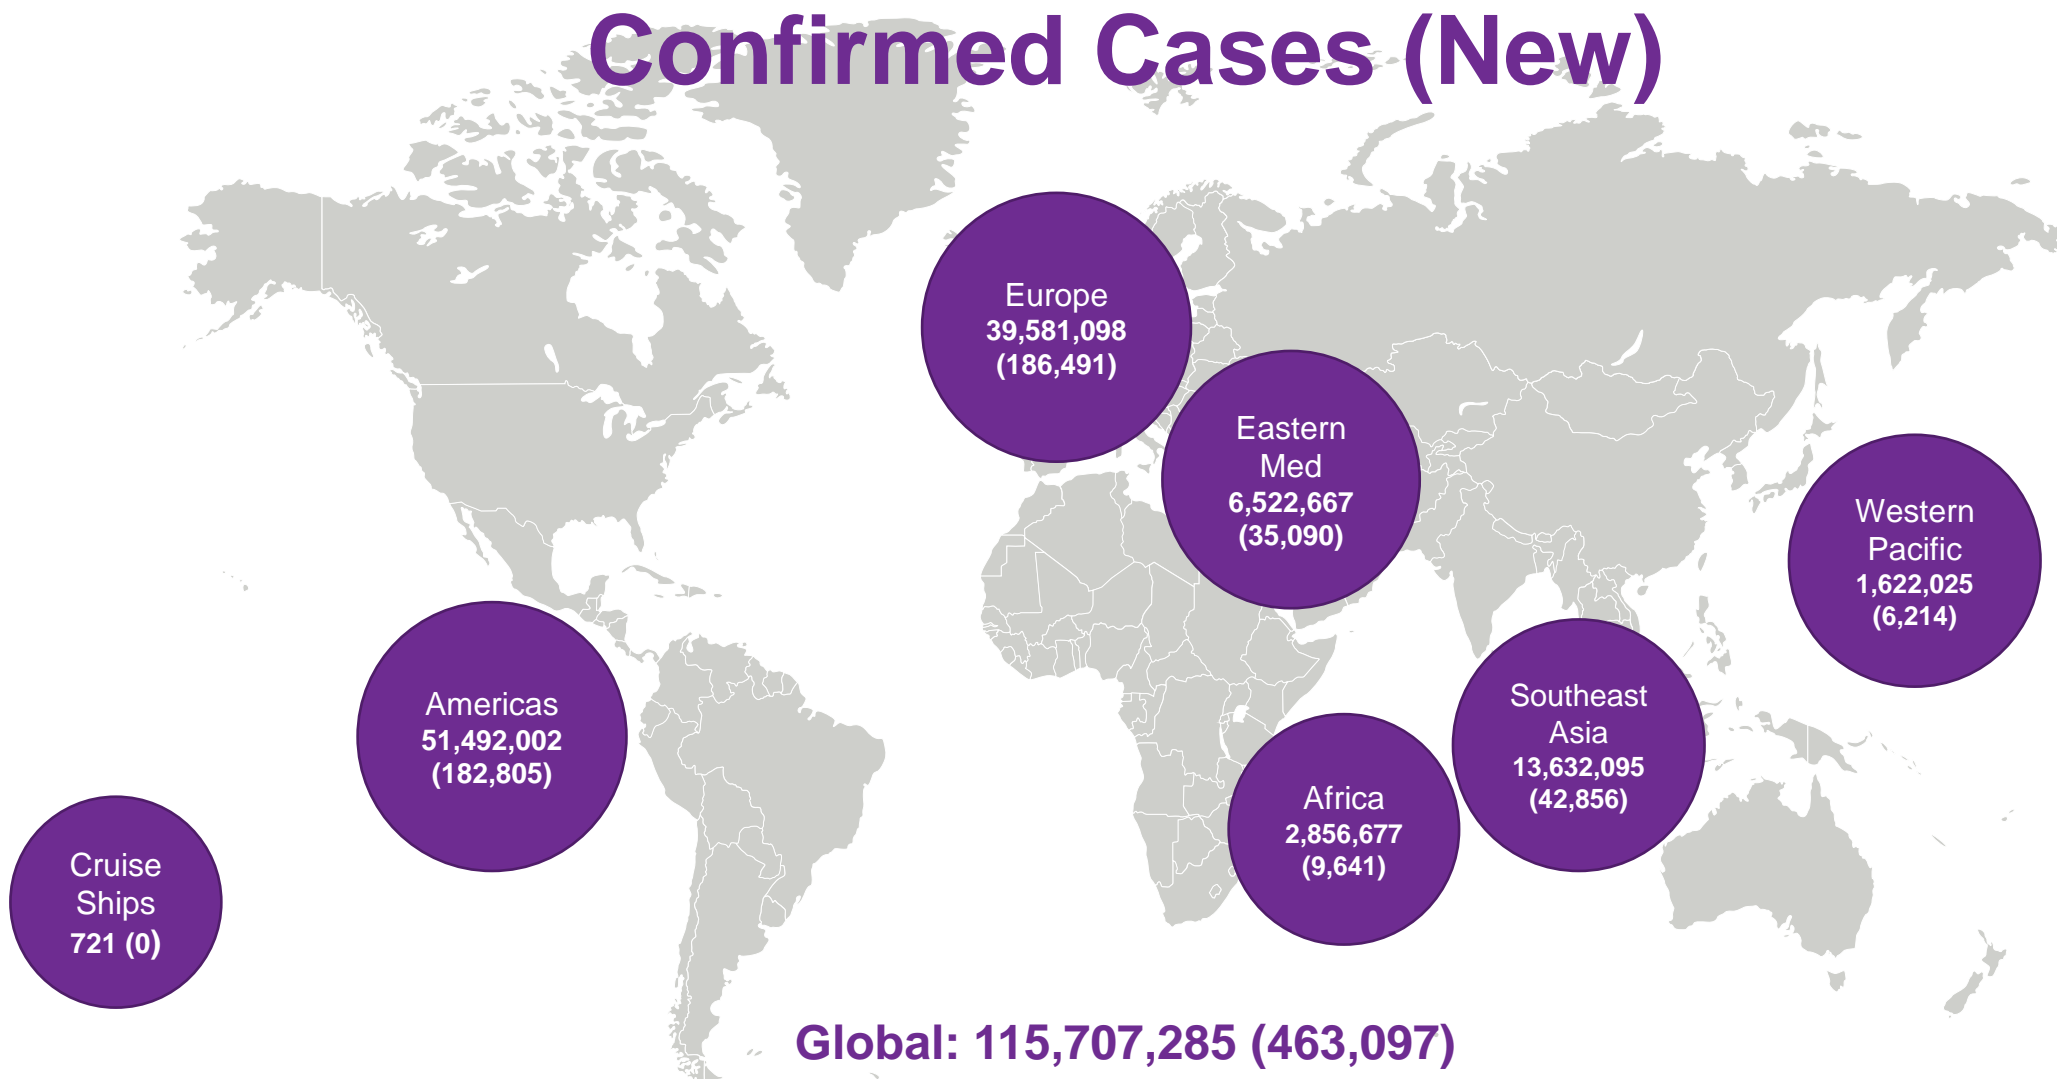 Confirmed Cases (New)
Europe
39,581,098
(186,491)
Eastern
Med
6,522,667
(35,090)
Western
Pacific
1,622,025
(6,214)
Americas
51,492,002
(182,805)
Southeast
Asia
13,632,095
(42,856)
Africa
2,856,677
(9,641)
Cruise
Ships
721 (0)
Global: 115,707,285 (463,097)